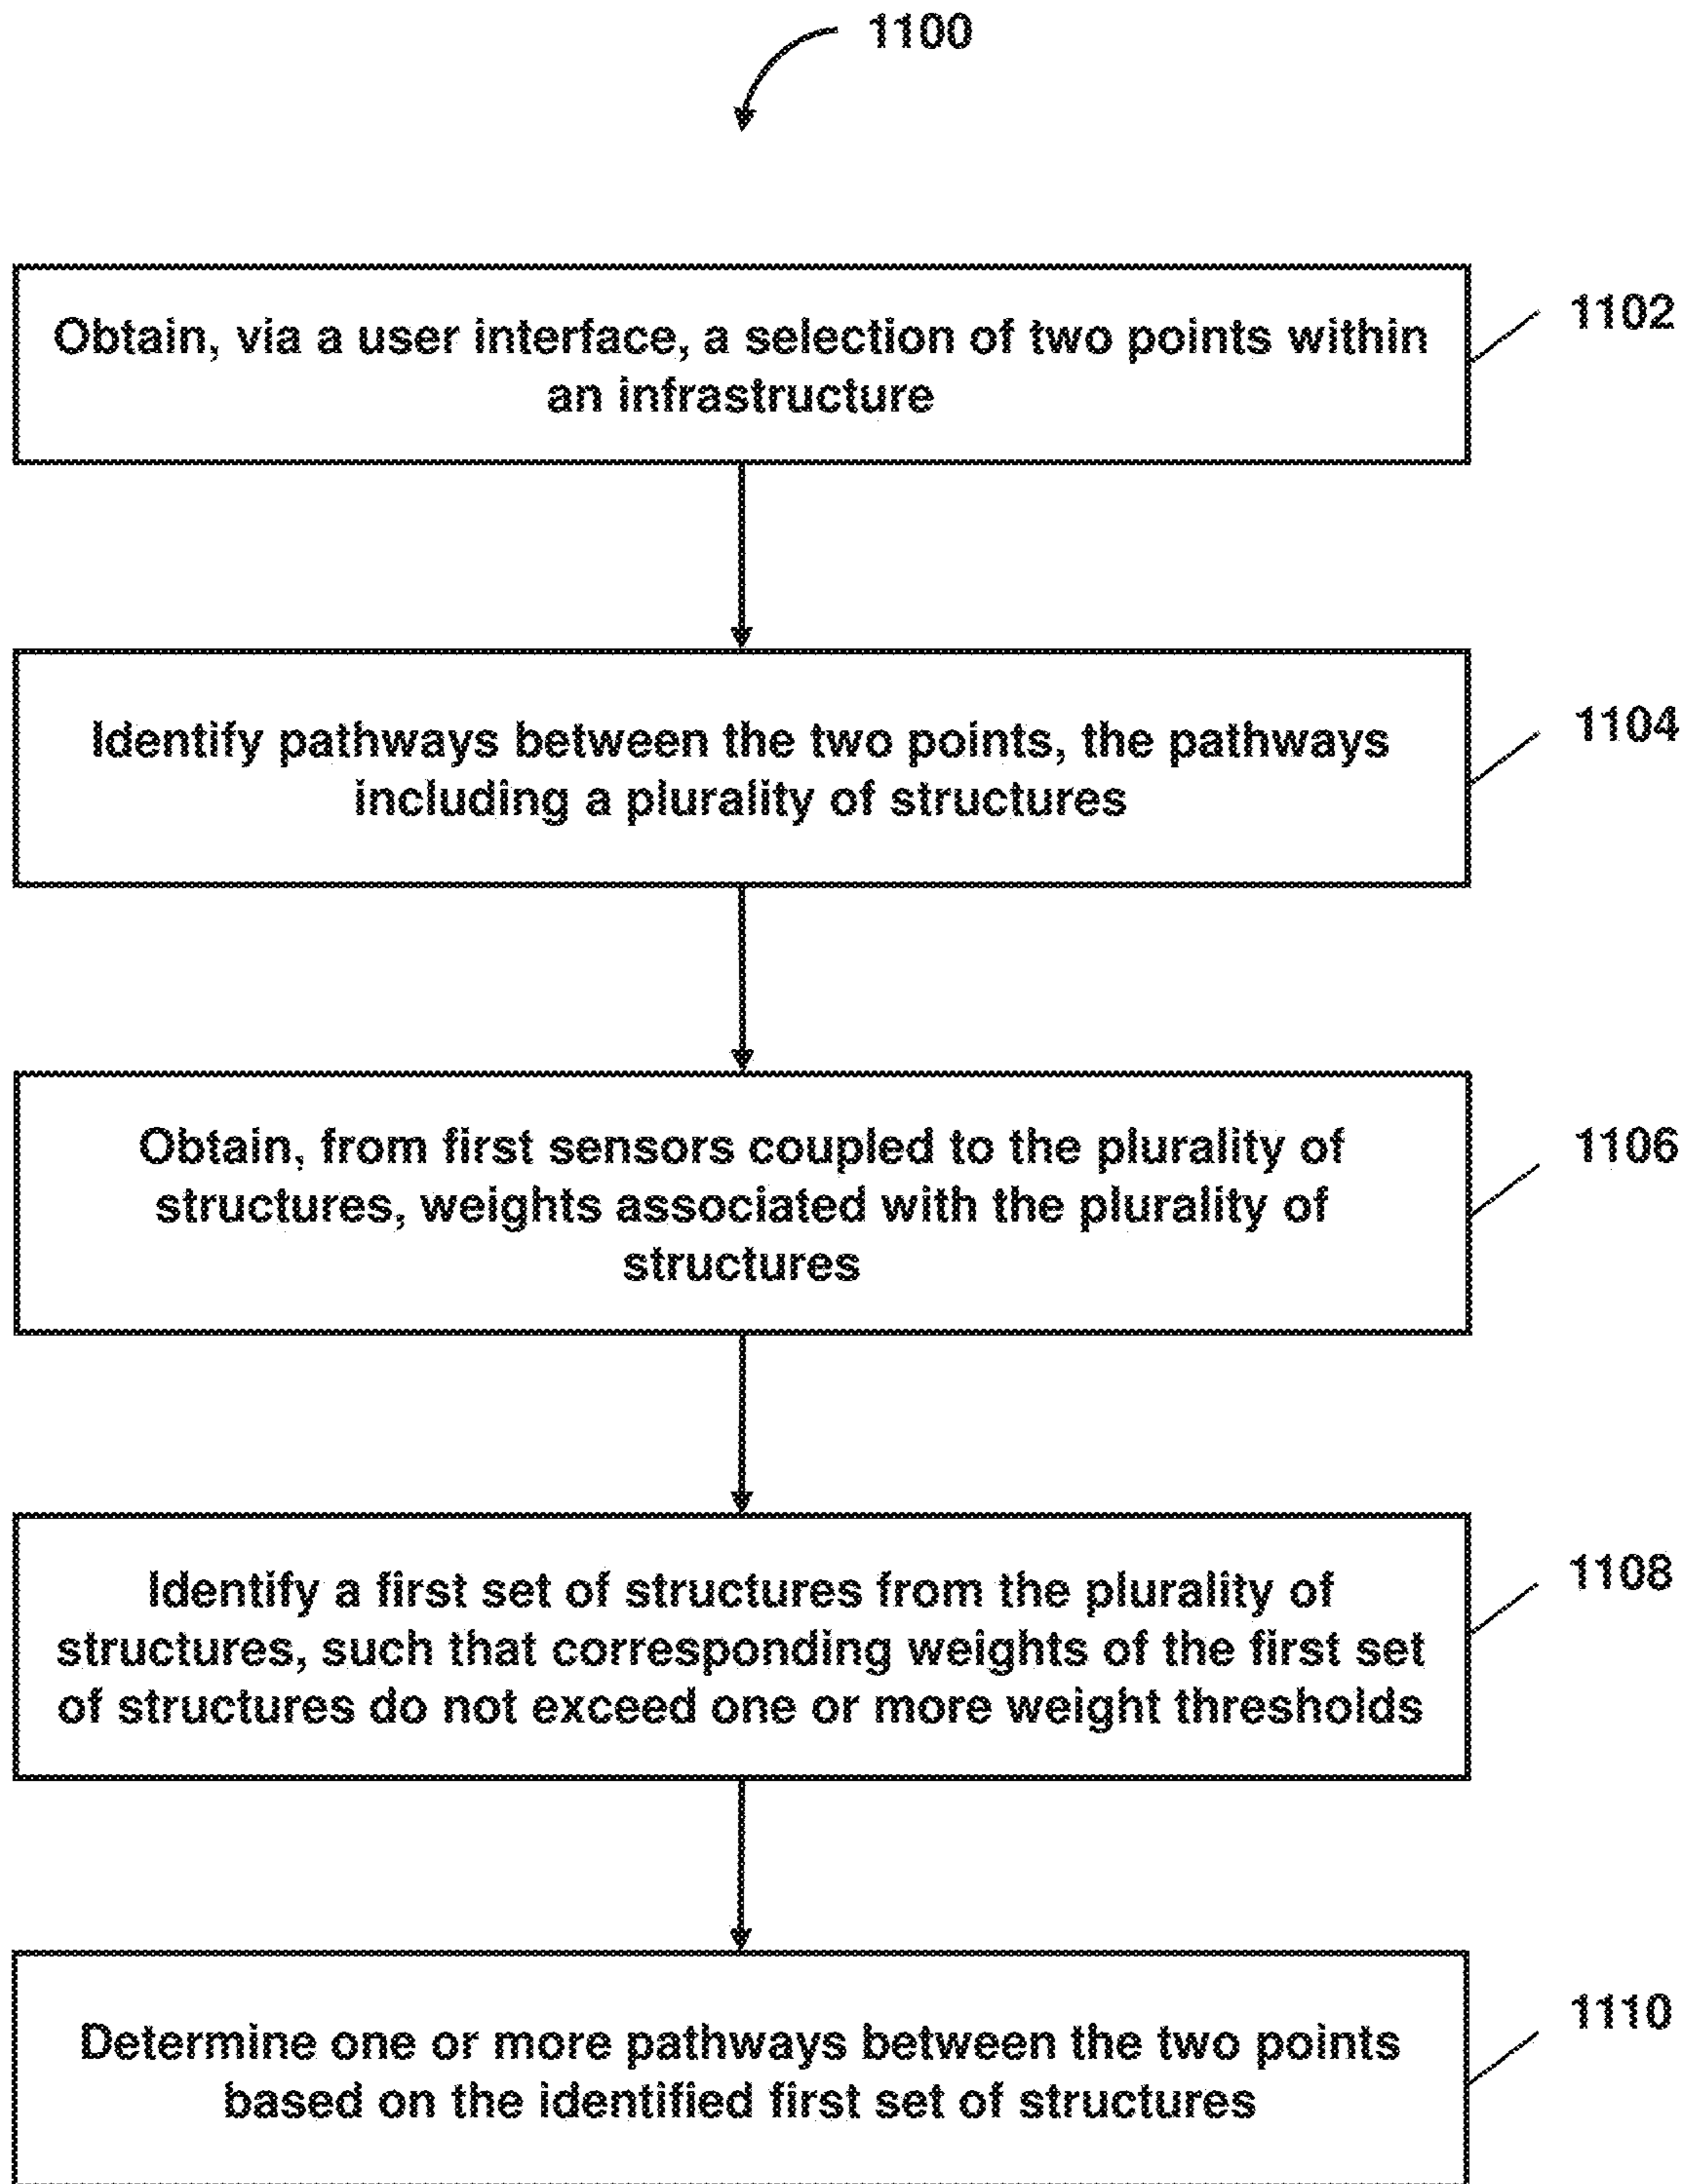 1100
Obtain, via a user interface, a selection of two points within
an infrastructure
1102
Identify pathways between the two points, the pathways
including a plurality of structures
1104
Obtain, from first sensors coupled to the plurality of
structures, weights associated with the plurality of
structures
1106
Identify a first set of structures from the plurality of
structures, such that corresponding weights of the first set
of structures do not exceed one or more weight thresholds
1108
Determine one or more pathways between the two points
based on the identified first set of structures
1110